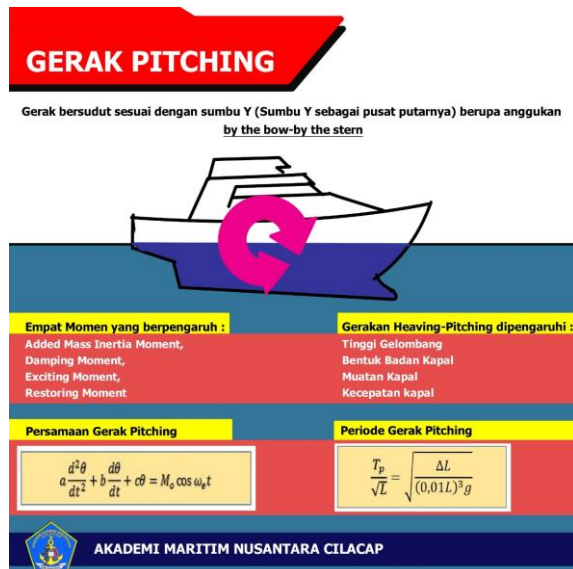 GERAK PITCHING
Gerak bersudut sesuai dengan sumbu Y (Sumbu Y sebagai pusat putarnya) berupa anggukan
by the bow-by the stern
Empat Momen yang berpengaruh :
Added Mass Inertia Moment,
Damping Moment,
Exciting Moment,
Restoring Moment
Gerakan Heaving-Pitching dipengaruhi :
Tinggi Gelombang
Bentuk Badan Kapal
Muatan Kapal
Kecepatan kapal
Persamaan Gerak Pitching
a d²θ/dt² + b dθ/dt + cθ = Mₒ cos ωₑt
Periode Gerak Pitching
Tₚ/√L = √(ΔL/(0,01L)³g)
AKADEMI MARITIM NUSANTARA CILACAP